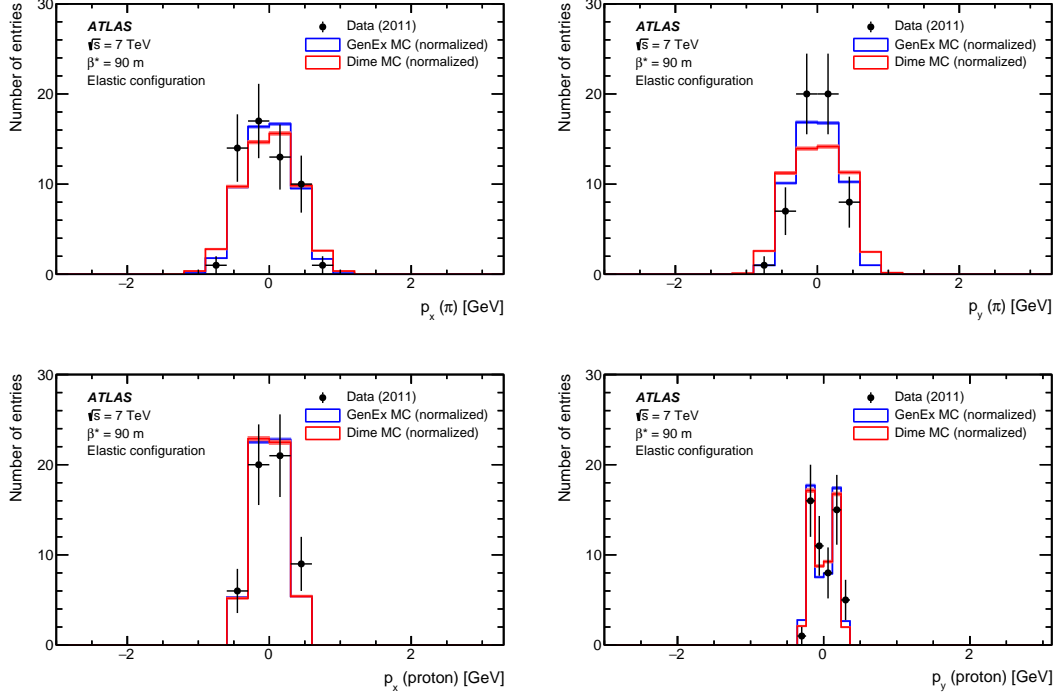 Number of entries
30
20
10
0
ATLAS
√s = 7 TeV
β* = 90 m
Elastic configuration
Data (2011)
GenEx MC (normalized)
Dime MC (normalized)
−2 0 2
p_x (π) [GeV]
Number of entries
30
20
10
0
ATLAS
√s = 7 TeV
β* = 90 m
Elastic configuration
Data (2011)
GenEx MC (normalized)
Dime MC (normalized)
−2 0 2
p_y (π) [GeV]
Number of entries
30
20
10
0
ATLAS
√s = 7 TeV
β* = 90 m
Elastic configuration
Data (2011)
GenEx MC (normalized)
Dime MC (normalized)
−2 0 2
p_x (proton) [GeV]
Number of entries
30
20
10
0
ATLAS
√s = 7 TeV
β* = 90 m
Elastic configuration
Data (2011)
GenEx MC (normalized)
Dime MC (normalized)
−2 0 2
p_y (proton) [GeV]